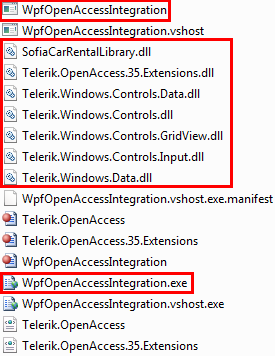 WpfOpenAccessIntegration
WpfOpenAccessIntegration.vshost
SofiaCarRentalLibrary.dll
Telerik.OpenAccess.35.Extensions.dll
Telerik.Windows.Controls.Data.dll
Telerik.Windows.Controls.dll
Telerik.Windows.Controls.GridView.dll
Telerik.Windows.Controls.Input.dll
Telerik.Windows.Data.dll
WpfOpenAccessIntegration.vshost.exe.manifest
Telerik.OpenAccess
Telerik.OpenAccess.35.Extensions
WpfOpenAccessIntegration
WpfOpenAccessIntegration.exe
WpfOpenAccessIntegration.vshost.exe
Telerik.OpenAccess
Telerik.OpenAccess.35.Extensions